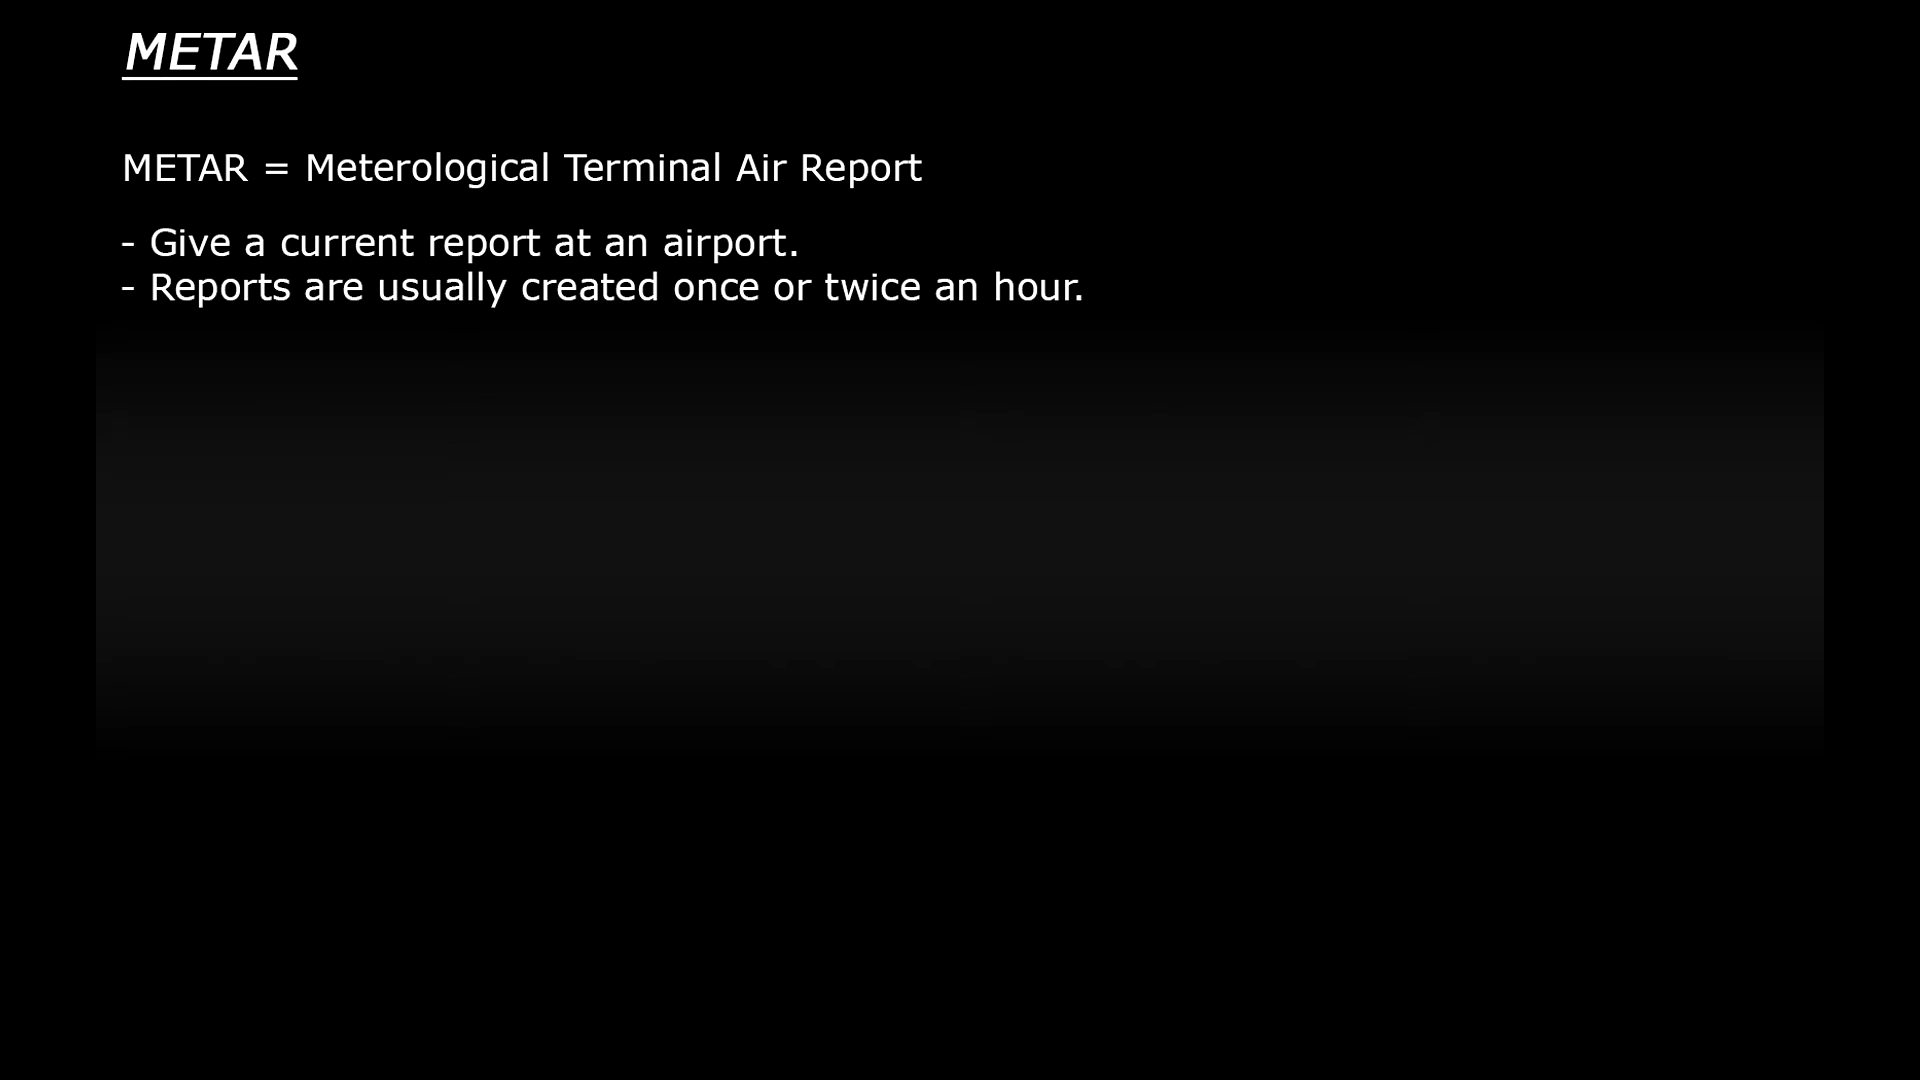 METAR
METAR = Meterological Terminal Air Report
- Give a current report at an airport.
- Reports are usually created once or twice an hour.